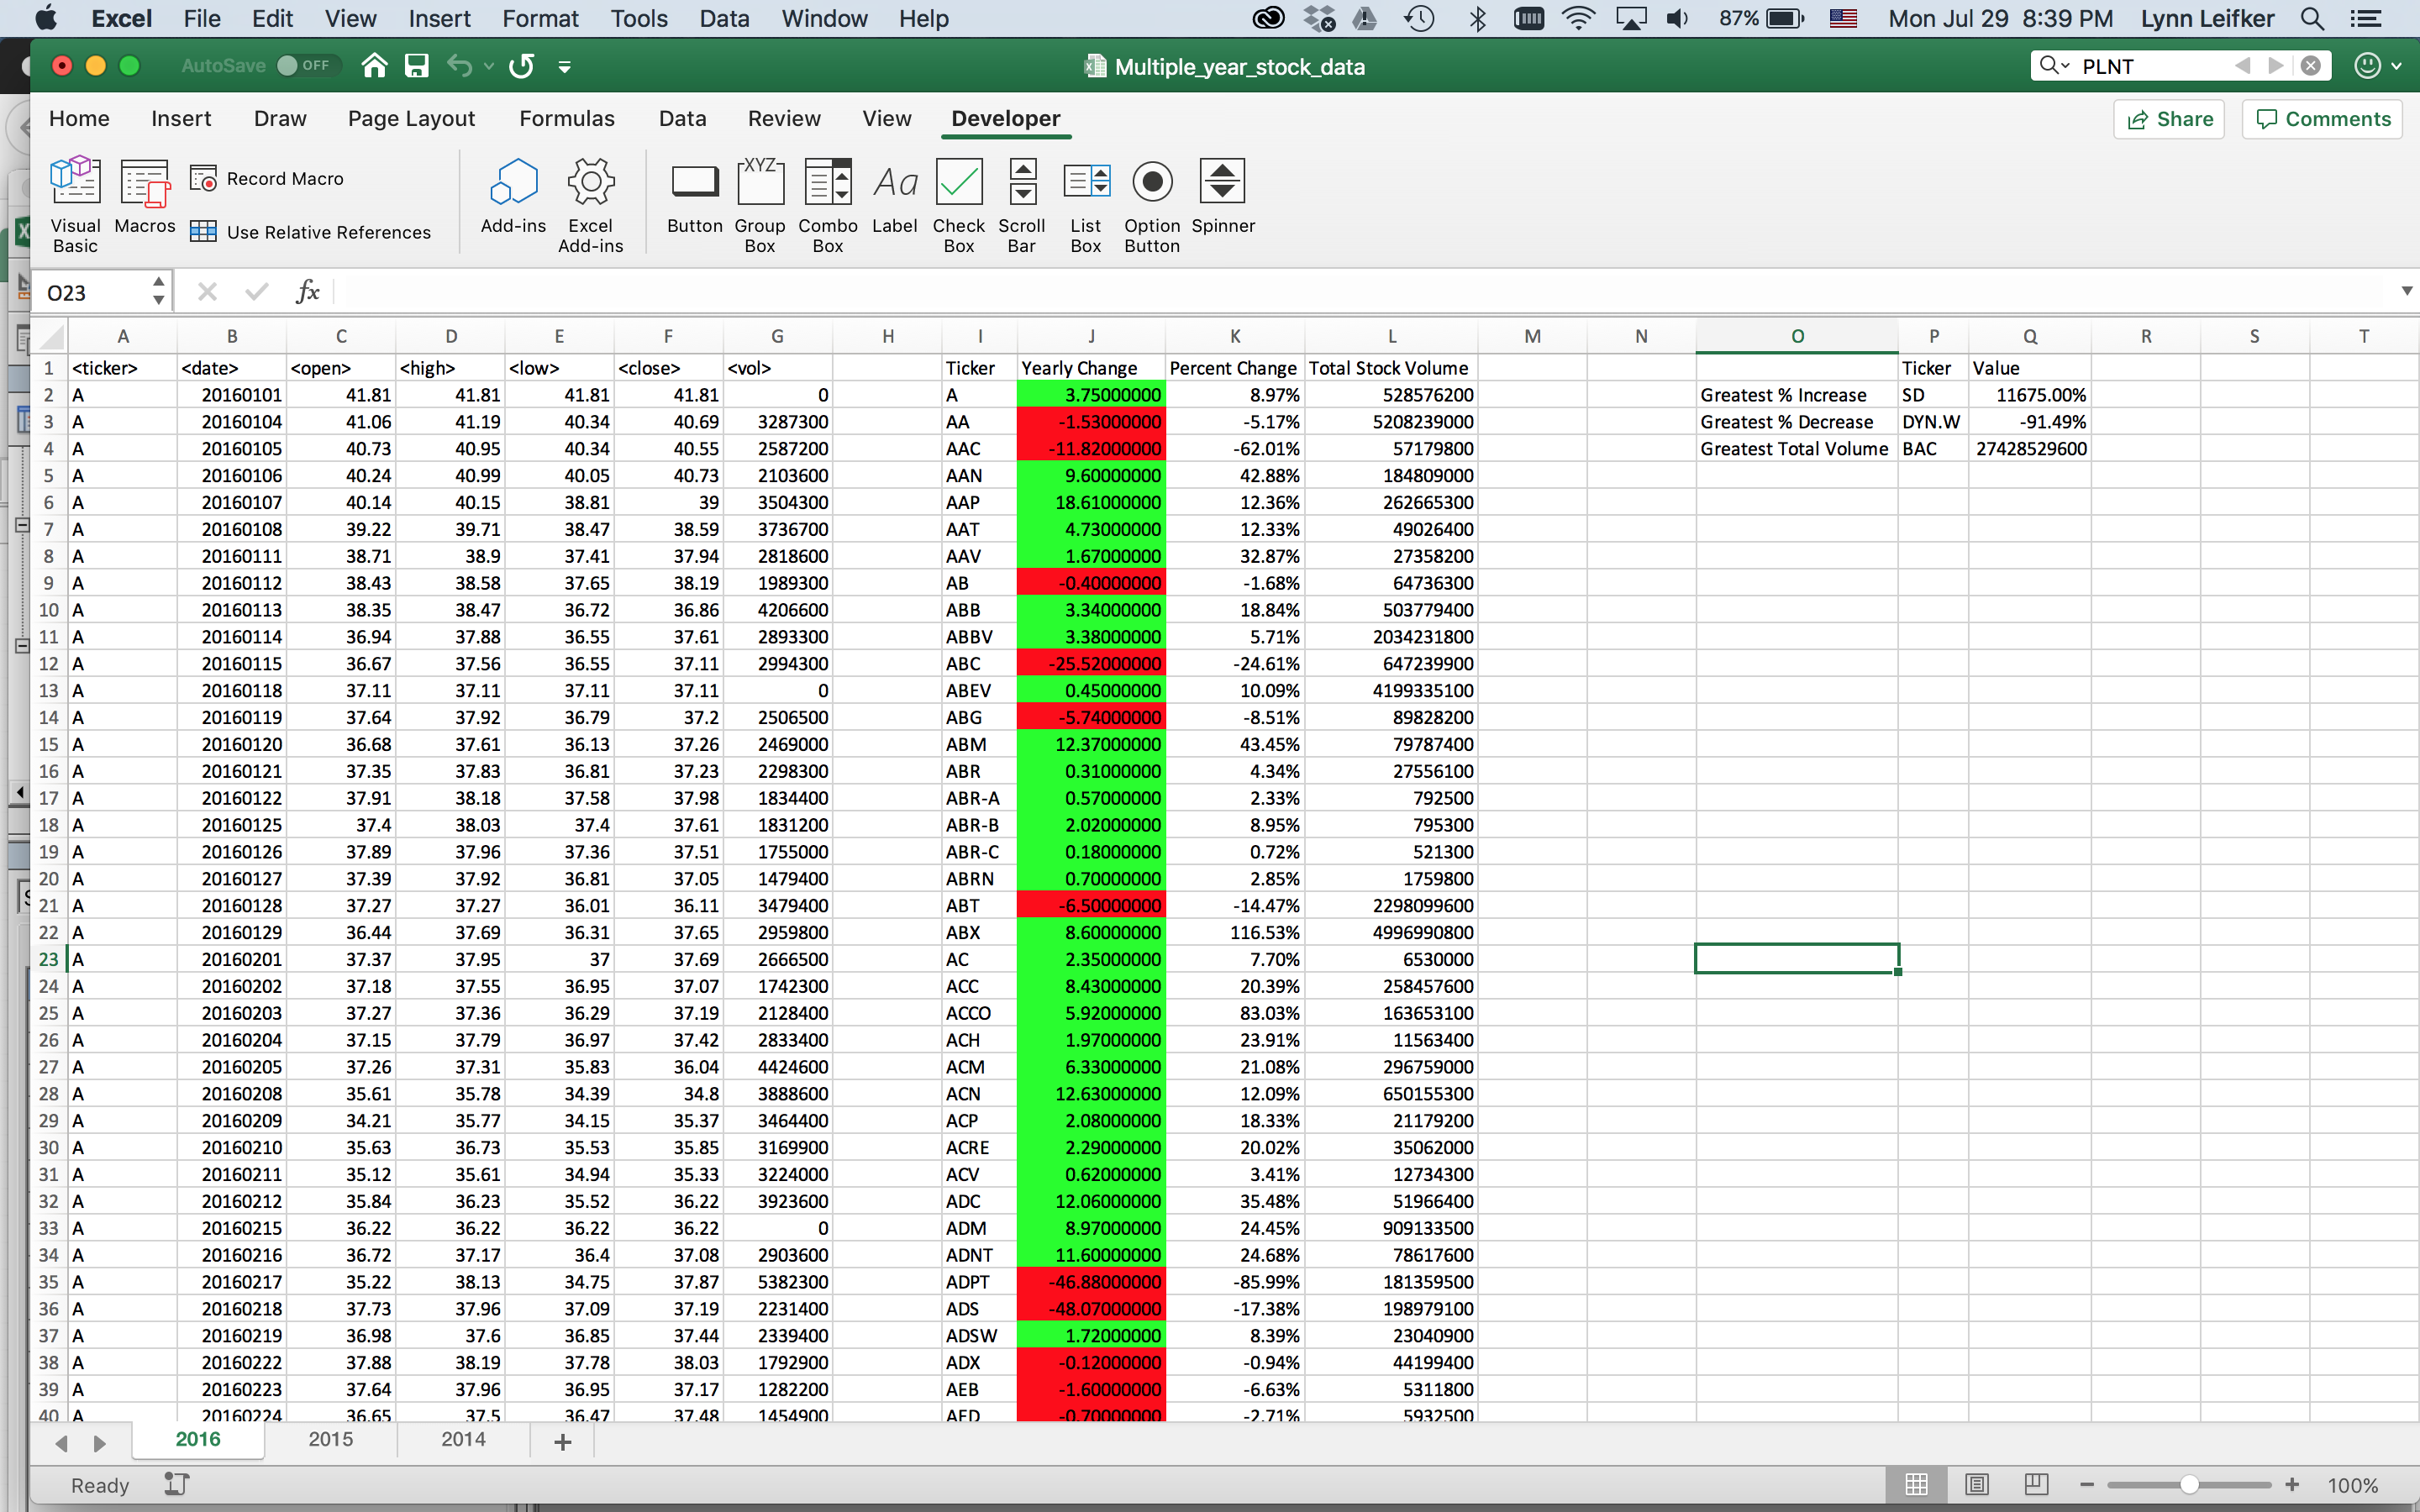 Excel File Edit View Insert Format Tools Data Window Help 87% Mon Jul 29 8:39 PM Lynn Leifker
AutoSave OFF Multiple_year_stock_data PLNT
Home Insert Draw Page Layout Formulas Data Review View Developer Share Comments
Visual Basic Macros Record Macro Use Relative References Add-ins Excel Add-ins Button XYZ Group Box Combo Box Aa Label Check Box Scroll Bar List Box Option Button Spinner
O23 fx
A B C D E F G H I J K L M N O P Q R S T
1 <ticker> <date> <open> <high> <low> <close> <vol> Ticker Yearly Change Percent Change Total Stock Volume Ticker Value
2 A 20160101 41.81 41.81 41.81 41.81 0 A 3.75000000 8.97% 528576200 Greatest % Increase SD 11675.00%
3 A 20160104 41.06 41.19 40.34 40.69 3287300 AA -1.53000000 -5.17% 5208239000 Greatest % Decrease DYN.W -91.49%
4 A 20160105 40.73 40.95 40.34 40.55 2587200 AAC -11.82000000 -62.01% 57179800 Greatest Total Volume BAC 27428529600
5 A 20160106 40.24 40.99 40.05 40.73 2103600 AAN 9.60000000 42.88% 184809000
6 A 20160107 40.14 40.15 38.81 39 3504300 AAP 18.61000000 12.36% 262665300
7 A 20160108 39.22 39.71 38.47 38.59 3736700 AAT 4.73000000 12.33% 49026400
8 A 20160111 38.71 38.9 37.41 37.94 2818600 AAV 1.67000000 32.87% 27358200
9 A 20160112 38.43 38.58 37.65 38.19 1989300 AB -0.40000000 -1.68% 64736300
10 A 20160113 38.35 38.47 36.72 36.86 4206600 ABB 3.34000000 18.84% 503779400
11 A 20160114 36.94 37.88 36.55 37.61 2893300 ABBV 3.38000000 5.71% 2034231800
12 A 20160115 36.67 37.56 36.55 37.11 2994300 ABC -25.52000000 -24.61% 647239900
13 A 20160118 37.11 37.11 37.11 37.11 0 ABEV 0.45000000 10.09% 4199335100
14 A 20160119 37.64 37.92 36.79 37.2 2506500 ABG -5.74000000 -8.51% 89828200
15 A 20160120 36.68 37.61 36.13 37.26 2469000 ABM 12.37000000 43.45% 79787400
16 A 20160121 37.35 37.83 36.81 37.23 2298300 ABR 0.31000000 4.34% 27556100
17 A 20160122 37.91 38.18 37.58 37.98 1834400 ABR-A 0.57000000 2.33% 792500
18 A 20160125 37.4 38.03 37.4 37.61 1831200 ABR-B 2.02000000 8.95% 795300
19 A 20160126 37.89 37.96 37.36 37.51 1755000 ABR-C 0.18000000 0.72% 521300
20 A 20160127 37.39 37.92 36.81 37.05 1479400 ABRN 0.70000000 2.85% 1759800
21 A 20160128 37.27 37.27 36.01 36.11 3479400 ABT -6.50000000 -14.47% 2298099600
22 A 20160129 36.44 37.69 36.31 37.65 2959800 ABX 8.60000000 116.53% 4996990800
23 A 20160201 37.37 37.95 37 37.69 2666500 AC 2.35000000 7.70% 6530000
24 A 20160202 37.18 37.55 36.95 37.07 1742300 ACC 8.43000000 20.39% 258457600
25 A 20160203 37.27 37.36 36.29 37.19 2128400 ACCO 5.92000000 83.03% 163653100
26 A 20160204 37.15 37.79 36.97 37.42 2833400 ACH 1.97000000 23.91% 11563400
27 A 20160205 37.26 37.31 35.83 36.04 4424600 ACM 6.33000000 21.08% 296759000
28 A 20160208 35.61 35.78 34.39 34.8 3888600 ACN 12.63000000 12.09% 650155300
29 A 20160209 34.21 35.77 34.15 35.37 3464400 ACP 2.08000000 18.33% 21179200
30 A 20160210 35.63 36.73 35.53 35.85 3169900 ACRE 2.29000000 20.02% 35062000
31 A 20160211 35.12 35.61 34.94 35.33 3224000 ACV 0.62000000 3.41% 12734300
32 A 20160212 35.84 36.23 35.52 36.22 3923600 ADC 12.06000000 35.48% 51966400
33 A 20160215 36.22 36.22 36.22 36.22 0 ADM 8.97000000 24.45% 909133500
34 A 20160216 36.72 37.17 36.4 37.08 2903600 ADNT 11.60000000 24.68% 78617600
35 A 20160217 35.22 38.13 34.75 37.87 5382300 ADPT -46.88000000 -85.99% 181359500
36 A 20160218 37.73 37.96 37.09 37.19 2231400 ADS -48.07000000 -17.38% 198979100
37 A 20160219 36.98 37.6 36.85 37.44 2339400 ADSW 1.72000000 8.39% 23040900
38 A 20160222 37.88 38.19 37.78 38.03 1792900 ADX -0.12000000 -0.94% 44199400
39 A 20160223 37.64 37.96 36.95 37.17 1282200 AEB -1.60000000 -6.63% 5311800
40 A 20160224 36.65 37.5 36.47 37.48 1454900 AED -0.70000000 -2.71% 5932500
2016 2015 2014 +
Ready 100%